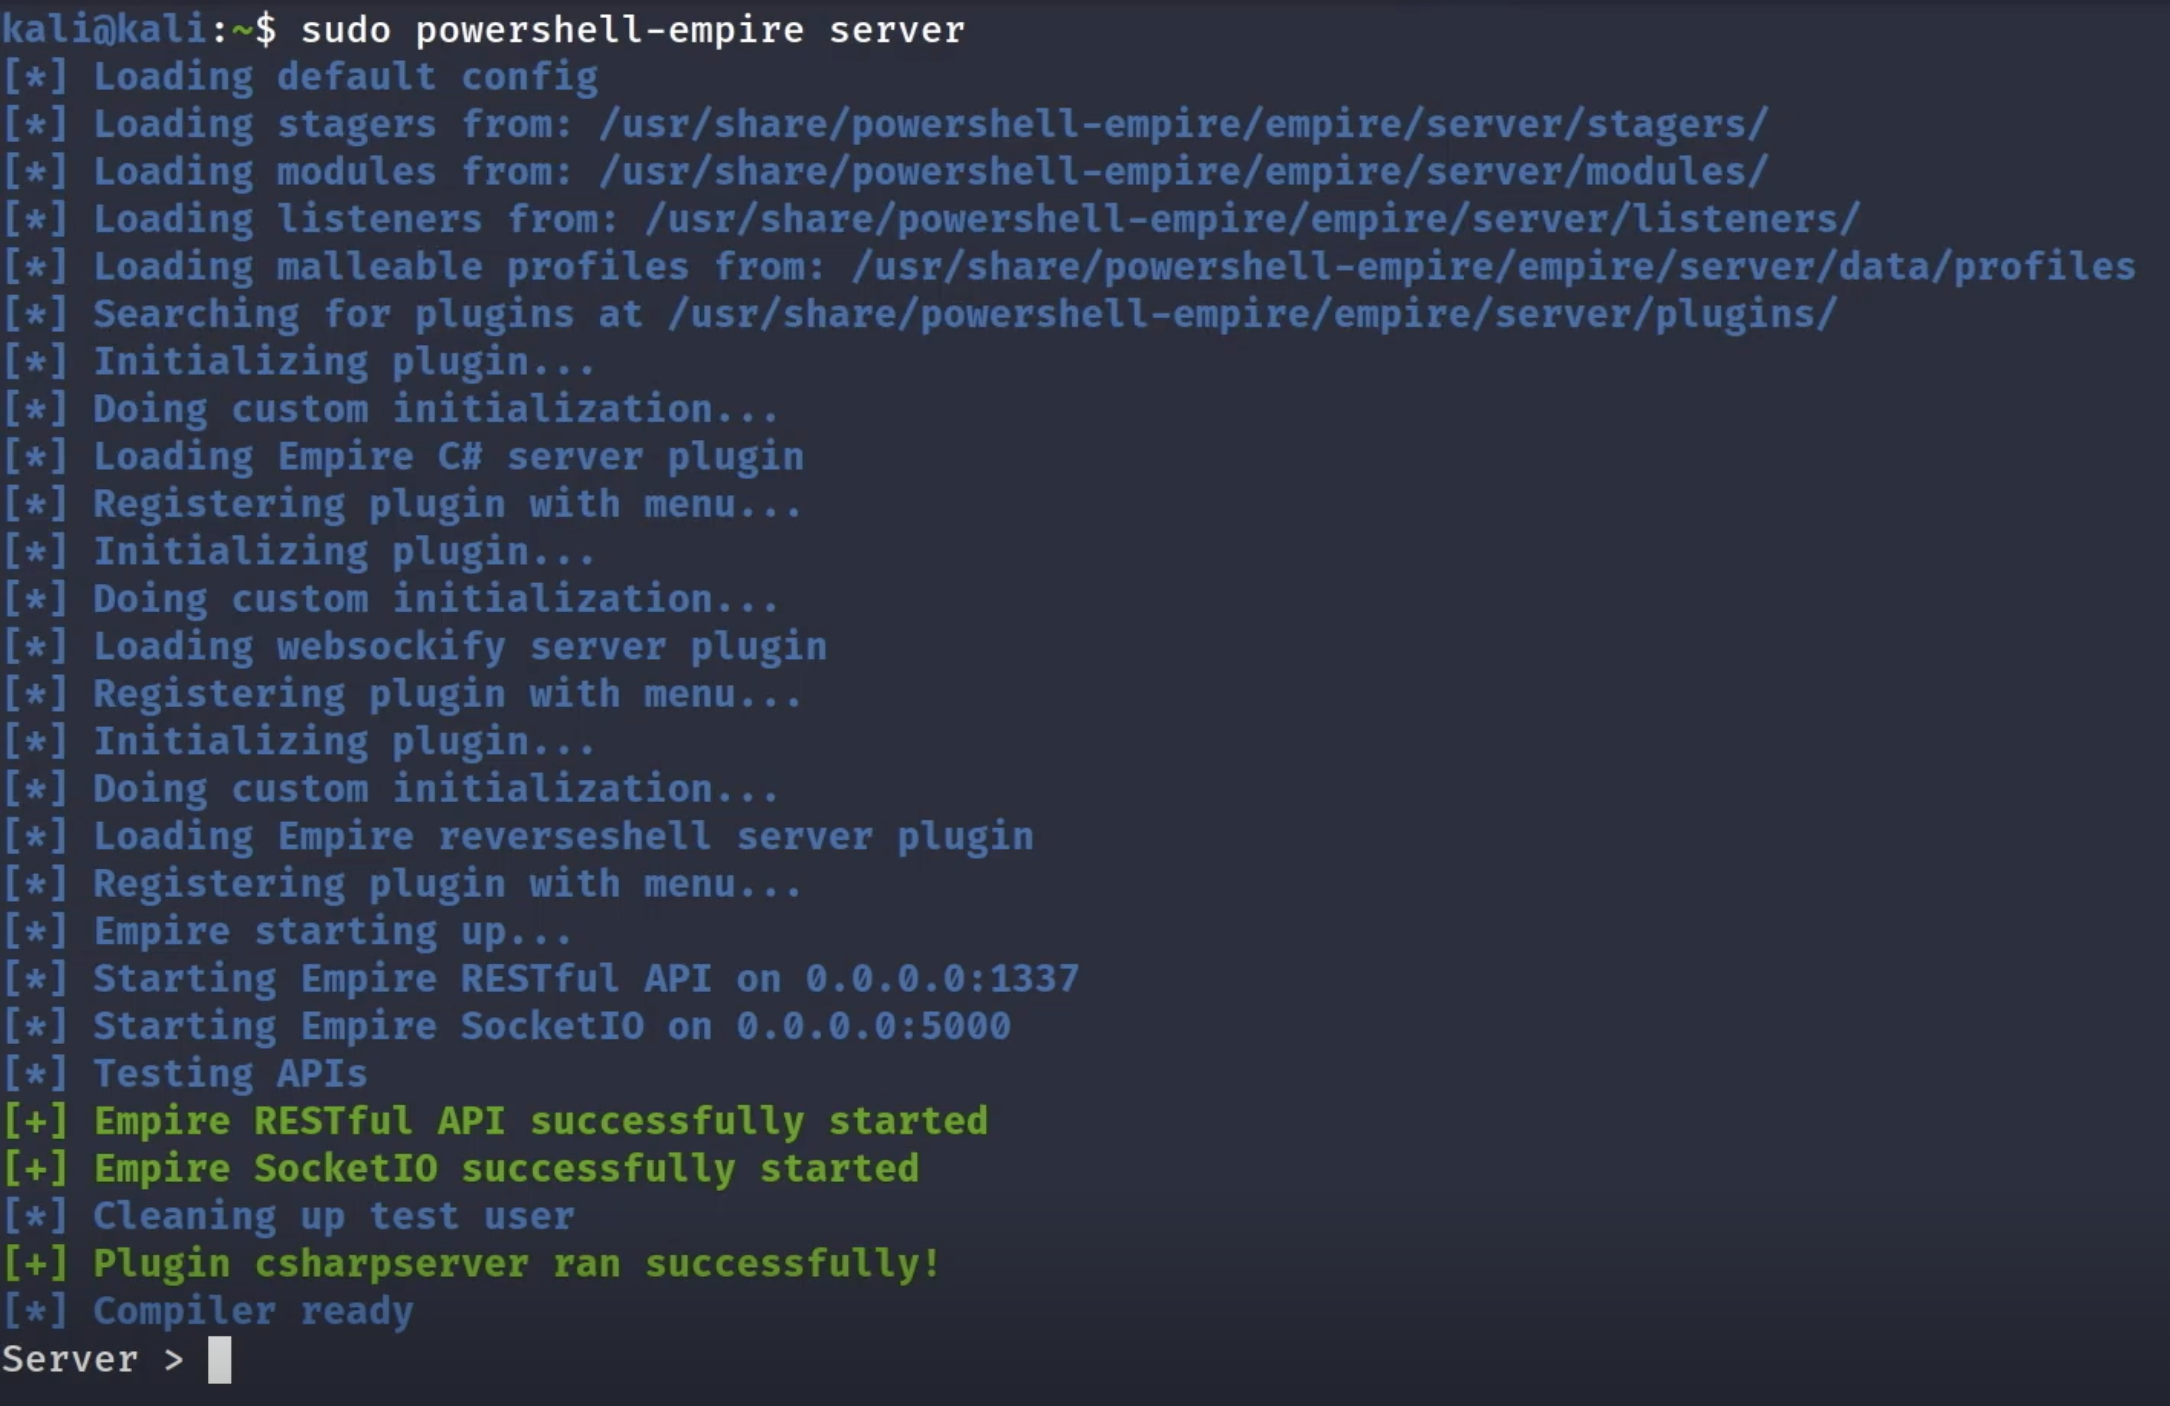 kali@kali:~$ sudo powershell-empire server
[*] Loading default config
[*] Loading stagers from: /usr/share/powershell-empire/empire/server/stagers/
[*] Loading modules from: /usr/share/powershell-empire/empire/server/modules/
[*] Loading listeners from: /usr/share/powershell-empire/empire/server/listeners/
[*] Loading malleable profiles from: /usr/share/powershell-empire/empire/server/data/profiles
[*] Searching for plugins at /usr/share/powershell-empire/empire/server/plugins/
[*] Initializing plugin...
[*] Doing custom initialization...
[*] Loading Empire C# server plugin
[*] Registering plugin with menu...
[*] Initializing plugin...
[*] Doing custom initialization...
[*] Loading websockify server plugin
[*] Registering plugin with menu...
[*] Initializing plugin...
[*] Doing custom initialization...
[*] Loading Empire reverseshell server plugin
[*] Registering plugin with menu...
[*] Empire starting up...
[*] Starting Empire RESTful API on 0.0.0.0:1337
[*] Starting Empire SocketIO on 0.0.0.0:5000
[*] Testing APIs
[+] Empire RESTful API successfully started
[+] Empire SocketIO successfully started
[*] Cleaning up test user
[+] Plugin csharpserver ran successfully!
[*] Compiler ready
Server >